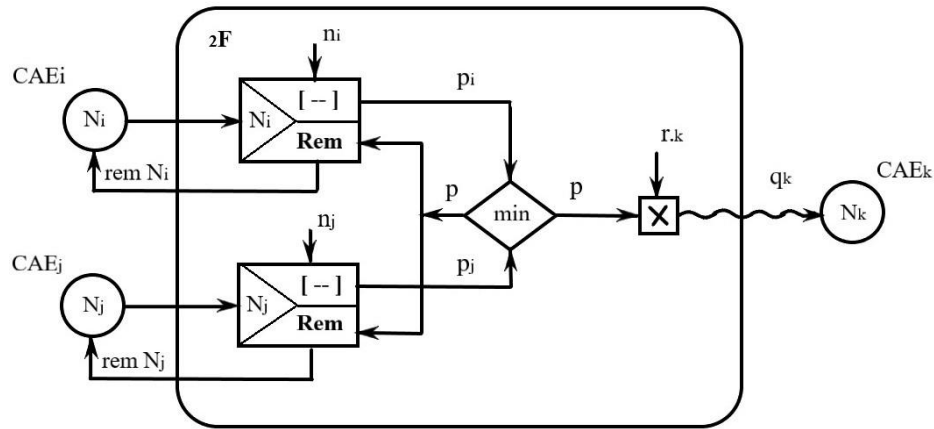 ₂F
nᵢ
CAEi
Nᵢ
Nᵢ
[ -- ]
Rem
pᵢ
rem Nᵢ
r.ₖ
CAEₖ
p
min
p
X
qₖ
Nₖ
nⱼ
CAEⱼ
Nⱼ
Nⱼ
[ -- ]
Rem
pⱼ
rem Nⱼ